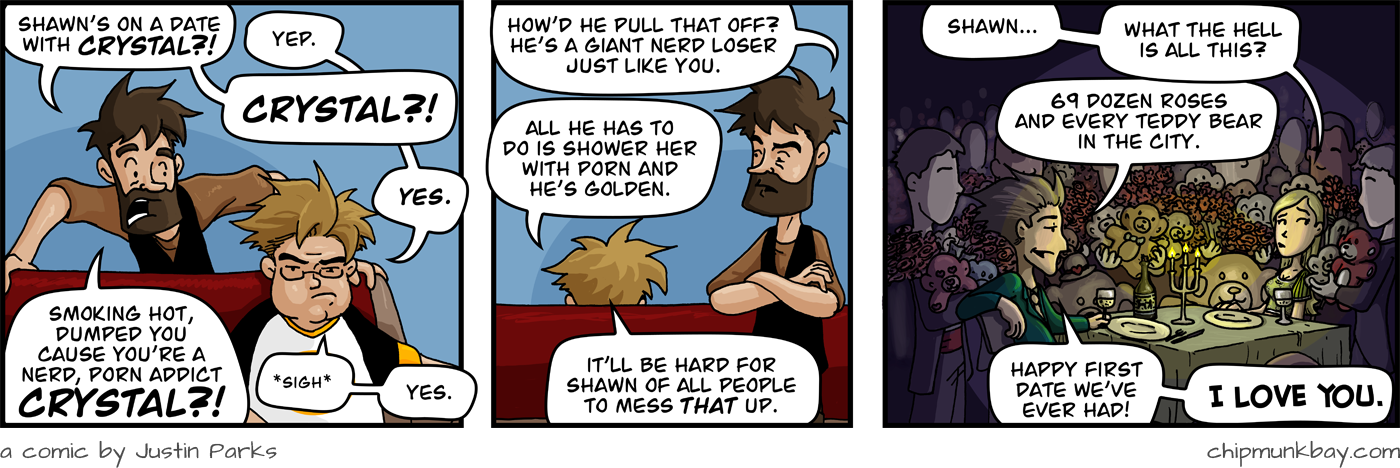 SHAWN'S ON A DATE
WITH CRYSTAL?!
YEP.
CRYSTAL?!
YES.
SMOKING HOT,
DUMPED YOU
CAUSE YOU'RE A
NERD, PORN ADDICT
CRYSTAL?!
*SIGH*
YES.
HOW'D HE PULL THAT OFF?
HE'S A GIANT NERD LOSER
JUST LIKE YOU.
ALL HE HAS TO
DO IS SHOWER HER
WITH PORN AND
HE'S GOLDEN.
IT'LL BE HARD FOR
SHAWN OF ALL PEOPLE
TO MESS THAT UP.
SHAWN...
WHAT THE HELL
IS ALL THIS?
69 DOZEN ROSES
AND EVERY TEDDY BEAR
IN THE CITY.
HAPPY FIRST
DATE WE'VE
EVER HAD!
I LOVE YOU.
a comic by Justin Parks
chipmunkbay.com